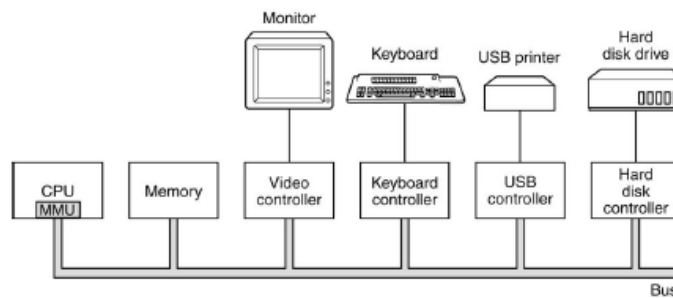 Monitor
Keyboard
USB printer
Hard
disk drive
CPU
MMU
Memory
Video
controller
Keyboard
controller
USB
controller
Hard
disk
controller
Bus